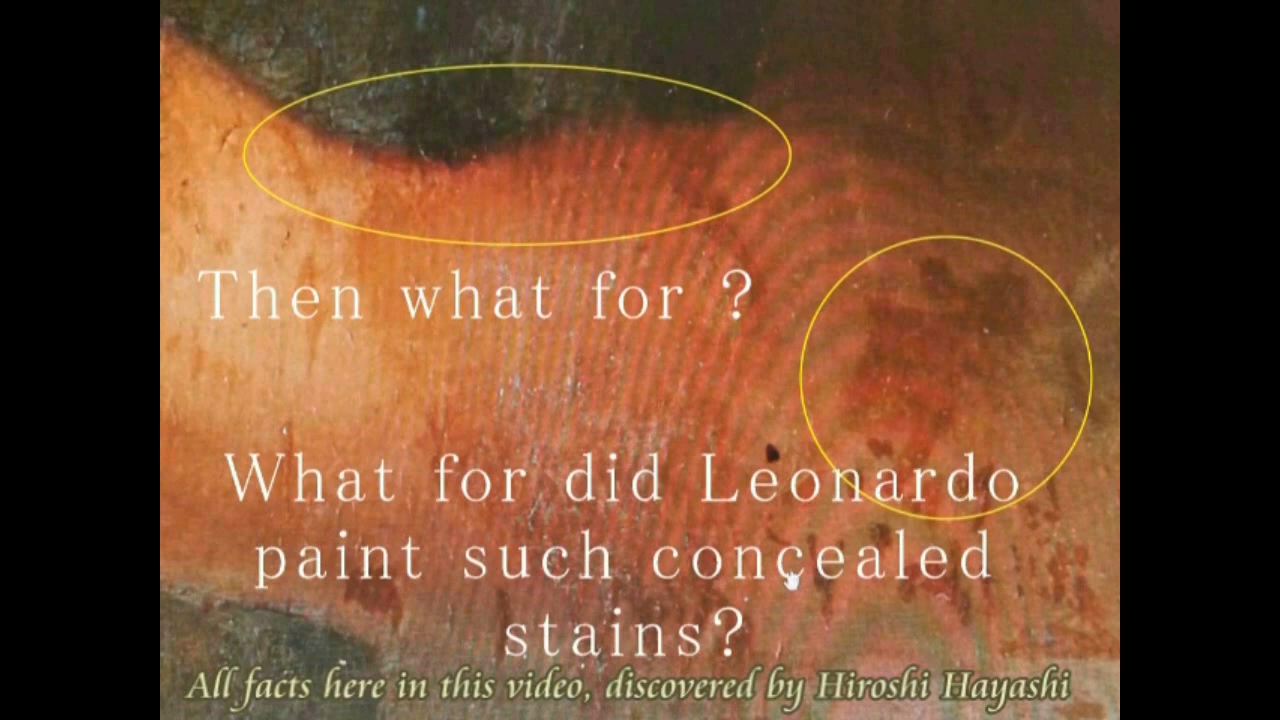 Then what for ?
What for did Leonardo
paint such concealed
stains?
All facts here in this video, discovered by Hiroshi Hayashi